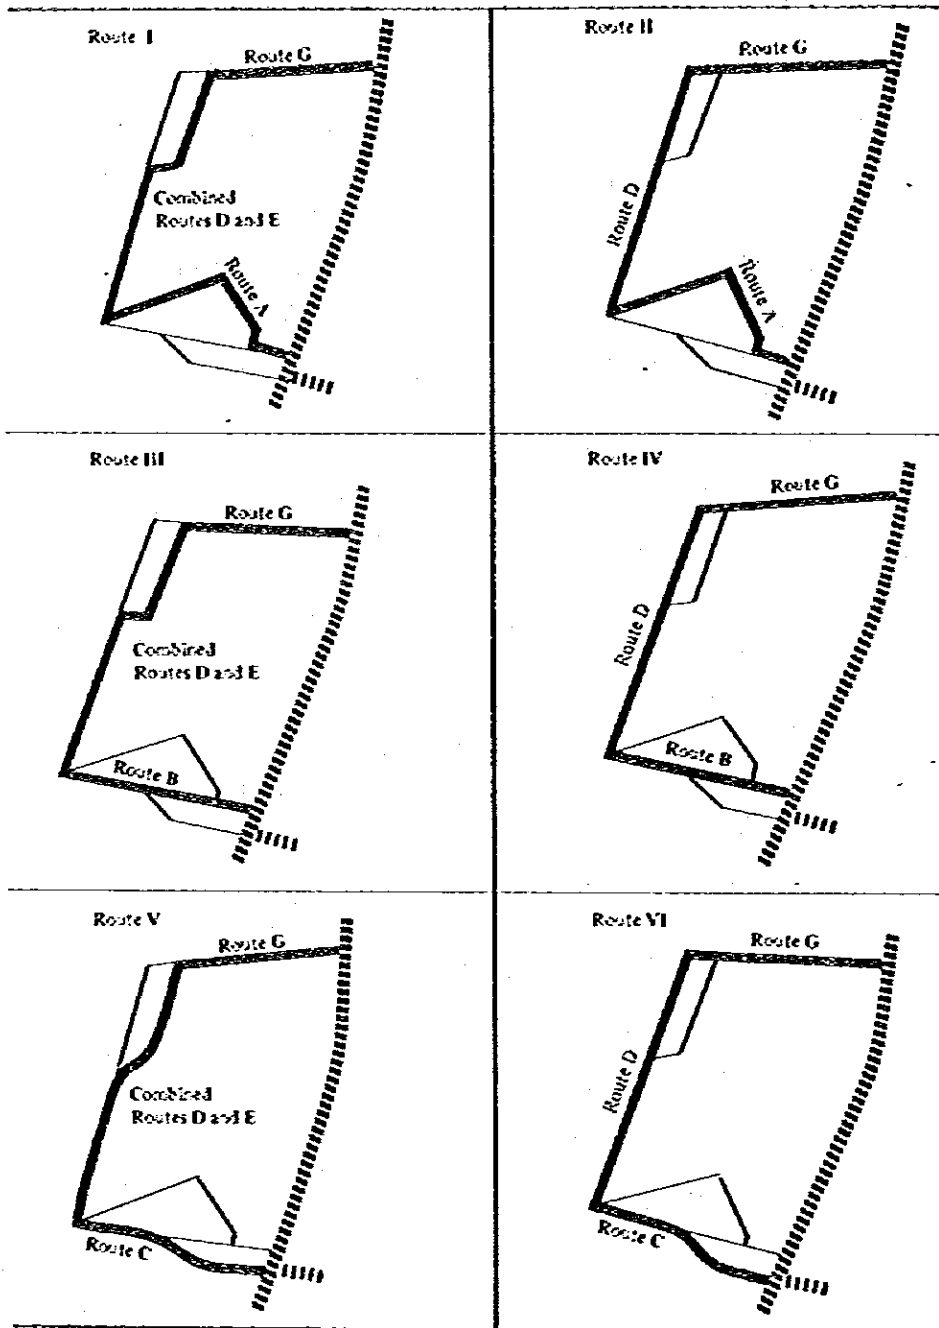 Route I
Route G
Combined
Routes D and E
Route A
Route II
Route G
Route D
Route A
Route III
Route G
Combined
Routes D and E
Route B
Route IV
Route G
Route D
Route B
Route V
Route G
Combined
Routes D and E
Route C
Route VI
Route G
Route D
Route C